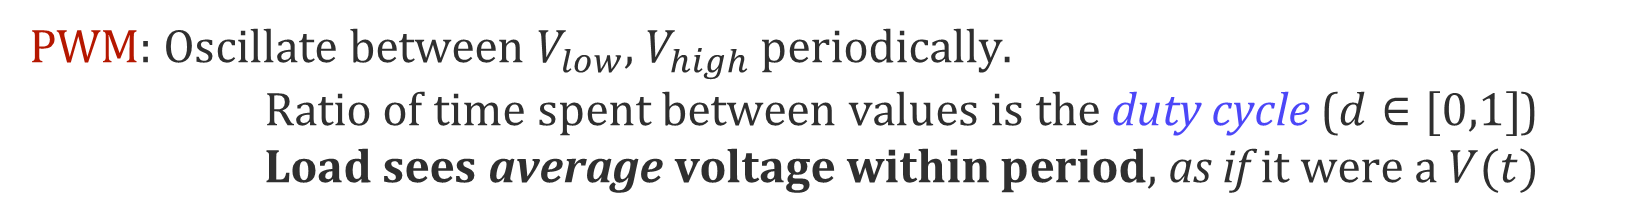 PWM: Oscillate between V_low, V_high periodically.
Ratio of time spent between values is the duty cycle (d ∈ [0,1])
Load sees average voltage within period, as if it were a V(t)